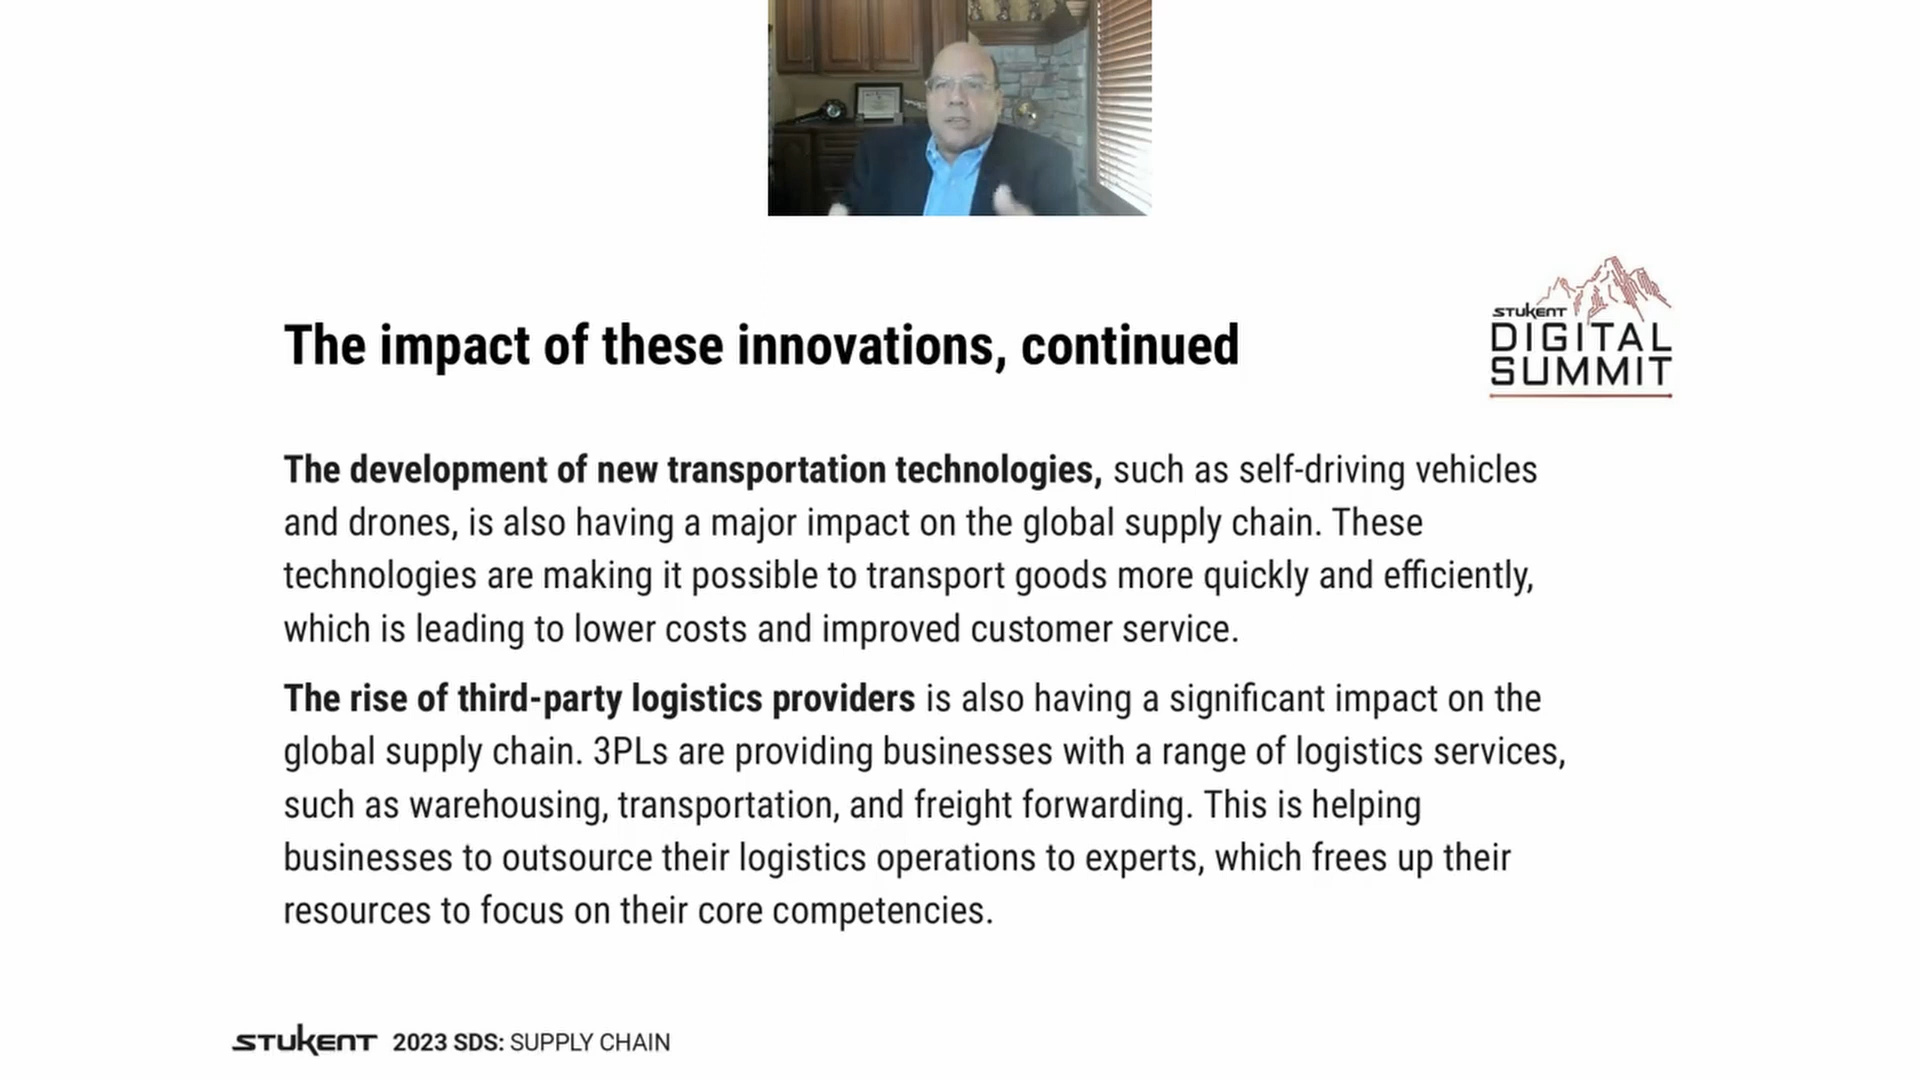 The impact of these innovations, continued
STUKENT
DIGITAL
SUMMIT
The development of new transportation technologies, such as self-driving vehicles
and drones, is also having a major impact on the global supply chain. These
technologies are making it possible to transport goods more quickly and efficiently,
which is leading to lower costs and improved customer service.
The rise of third-party logistics providers is also having a significant impact on the
global supply chain. 3PLs are providing businesses with a range of logistics services,
such as warehousing, transportation, and freight forwarding. This is helping
businesses to outsource their logistics operations to experts, which frees up their
resources to focus on their core competencies.
STUKENT 2023 SDS: SUPPLY CHAIN